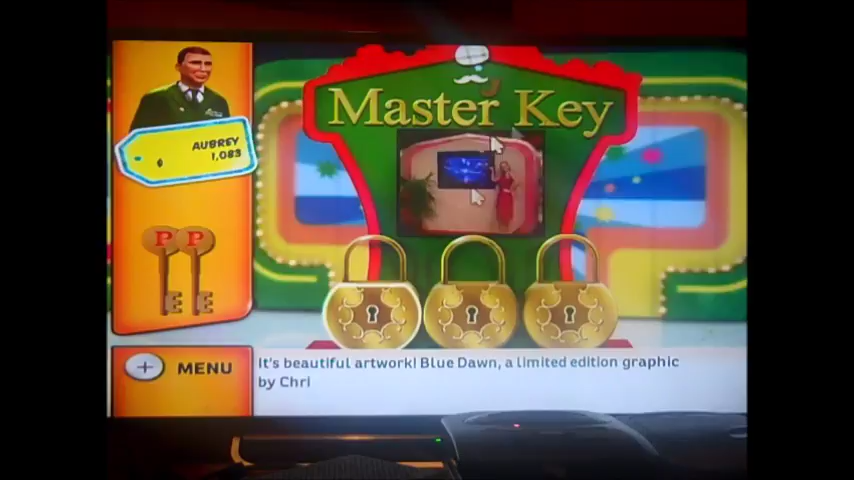 Master Key
AUBREY
1,083
P P
MENU
It's beautiful artwork! Blue Dawn, a limited edition graphic
by Chri